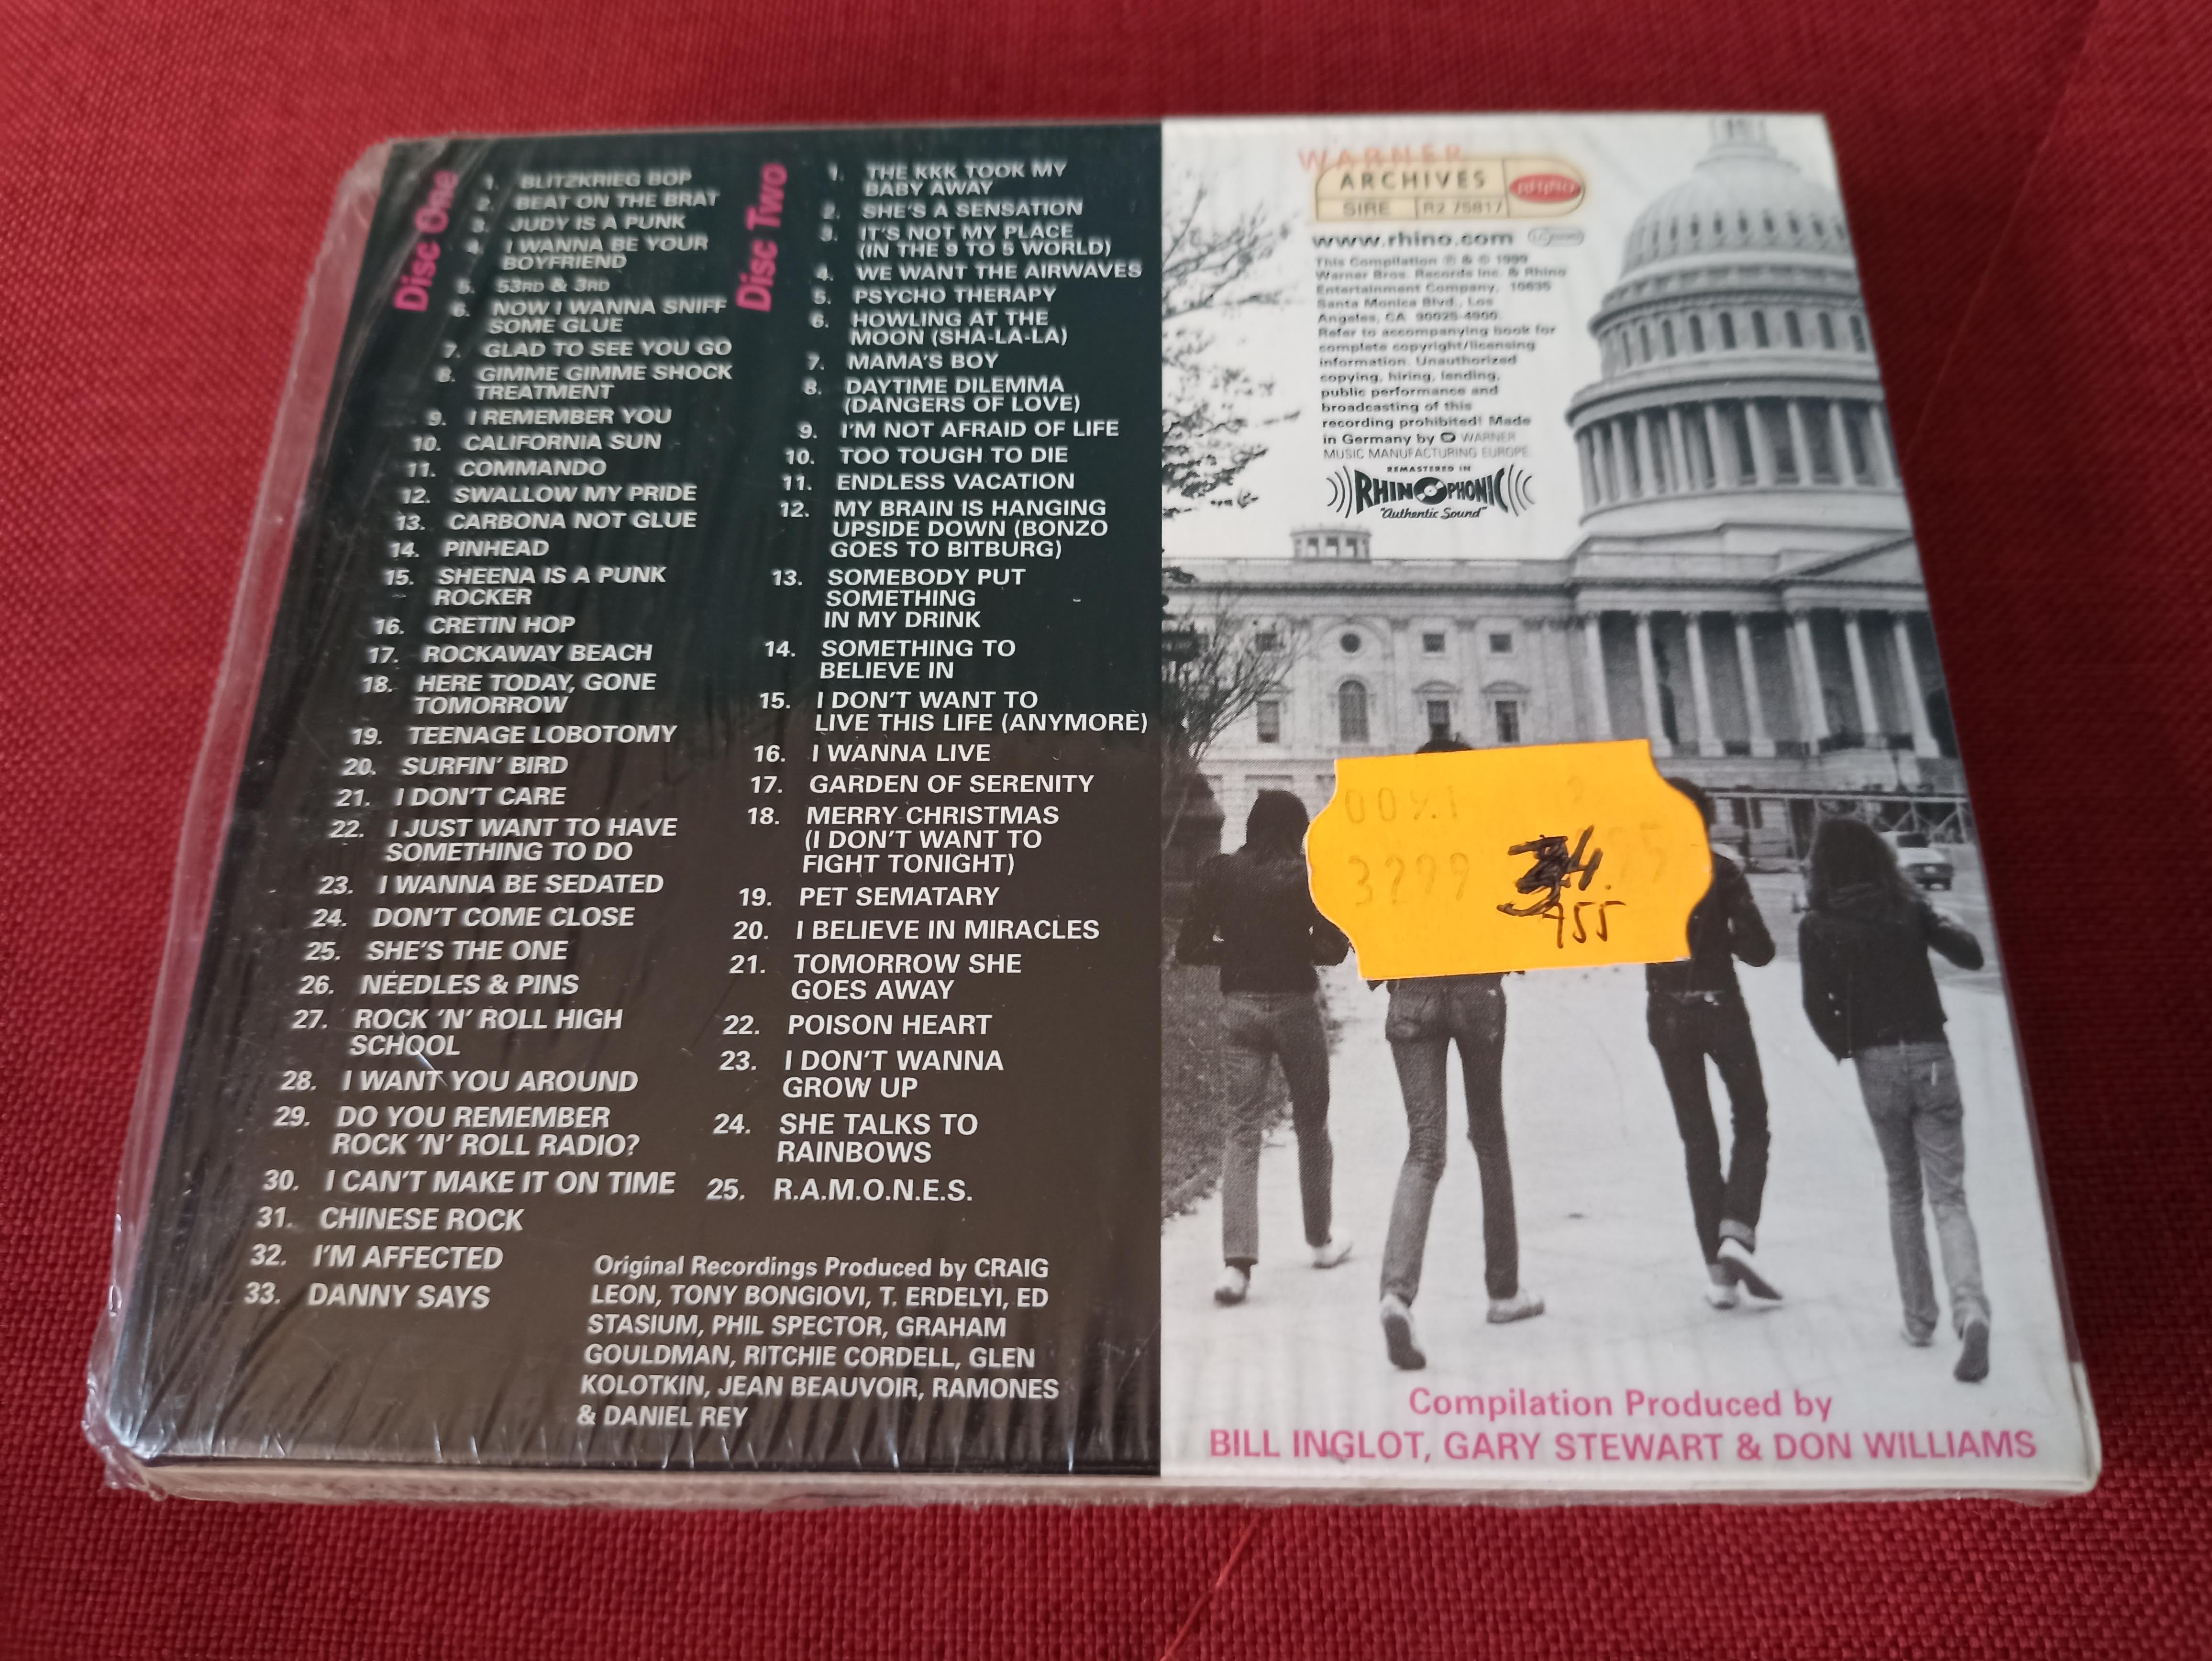 Disc One
1. BLITZKRIEG BOP
2. BEAT ON THE BRAT
3. JUDY IS A PUNK
4. I WANNA BE YOUR
BOYFRIEND
5. 53RD & 3RD
6. NOW I WANNA SNIFF
SOME GLUE
7. GLAD TO SEE YOU GO
8. GIMME GIMME SHOCK
TREATMENT
9. I REMEMBER YOU
10. CALIFORNIA SUN
11. COMMANDO
12. SWALLOW MY PRIDE
13. CARBONA NOT GLUE
14. PINHEAD
15. SHEENA IS A PUNK
ROCKER
16. CRETIN HOP
17. ROCKAWAY BEACH
18. HERE TODAY, GONE
TOMORROW
19. TEENAGE LOBOTOMY
20. SURFIN' BIRD
21. I DON'T CARE
22. I JUST WANT TO HAVE
SOMETHING TO DO
23. I WANNA BE SEDATED
24. DON'T COME CLOSE
25. SHE'S THE ONE
26. NEEDLES & PINS
27. ROCK 'N' ROLL HIGH
SCHOOL
28. I WANT YOU AROUND
29. DO YOU REMEMBER
ROCK 'N' ROLL RADIO?
30. I CAN'T MAKE IT ON TIME
31. CHINESE ROCK
32. I'M AFFECTED
33. DANNY SAYS
Disc Two
1. THE KKK TOOK MY
BABY AWAY
2. SHE'S A SENSATION
3. IT'S NOT MY PLACE
(IN THE 9 TO 5 WORLD)
4. WE WANT THE AIRWAVES
5. PSYCHO THERAPY
6. HOWLING AT THE
MOON (SHA-LA-LA)
7. MAMA'S BOY
8. DAYTIME DILEMMA
(DANGERS OF LOVE)
9. I'M NOT AFRAID OF LIFE
10. TOO TOUGH TO DIE
11. ENDLESS VACATION
12. MY BRAIN IS HANGING
UPSIDE DOWN (BONZO
GOES TO BITBURG)
13. SOMEBODY PUT
SOMETHING
IN MY DRINK
14. SOMETHING TO
BELIEVE IN
15. I DON'T WANT TO
LIVE THIS LIFE (ANYMORE)
16. I WANNA LIVE
17. GARDEN OF SERENITY
18. MERRY CHRISTMAS
(I DON'T WANT TO
FIGHT TONIGHT)
19. PET SEMATARY
20. I BELIEVE IN MIRACLES
21. TOMORROW SHE
GOES AWAY
22. POISON HEART
23. I DON'T WANNA
GROW UP
24. SHE TALKS TO
RAINBOWS
25. R.A.M.O.N.E.S.
Original Recordings Produced by CRAIG
LEON, TONY BONGIOVI, T. ERDELYI, ED
STASIUM, PHIL SPECTOR, GRAHAM
GOULDMAN, RITCHIE CORDELL, GLEN
KOLOTKIN, JEAN BEAUVOIR, RAMONES
& DANIEL REY
WARNER
ARCHIVES
RHINO
SIRE R2 75817
www.rhino.com
This Compilation ℗ & © 1999
Warner Bros. Records Inc. & Rhino
Entertainment Company, 10635
Santa Monica Blvd., Los
Angeles, CA 90025-4900.
Refer to accompanying book for
complete copyright/licensing
information. Unauthorized
copying, hiring, lending,
public performance and
broadcasting of this
recording prohibited! Made
in Germany by WARNER
MUSIC MANUFACTURING EUROPE.
REMASTERED IN
RHINOPHONIC
"Authentic Sound"
3299
955
Compilation Produced by
BILL INGLOT, GARY STEWART & DON WILLIAMS